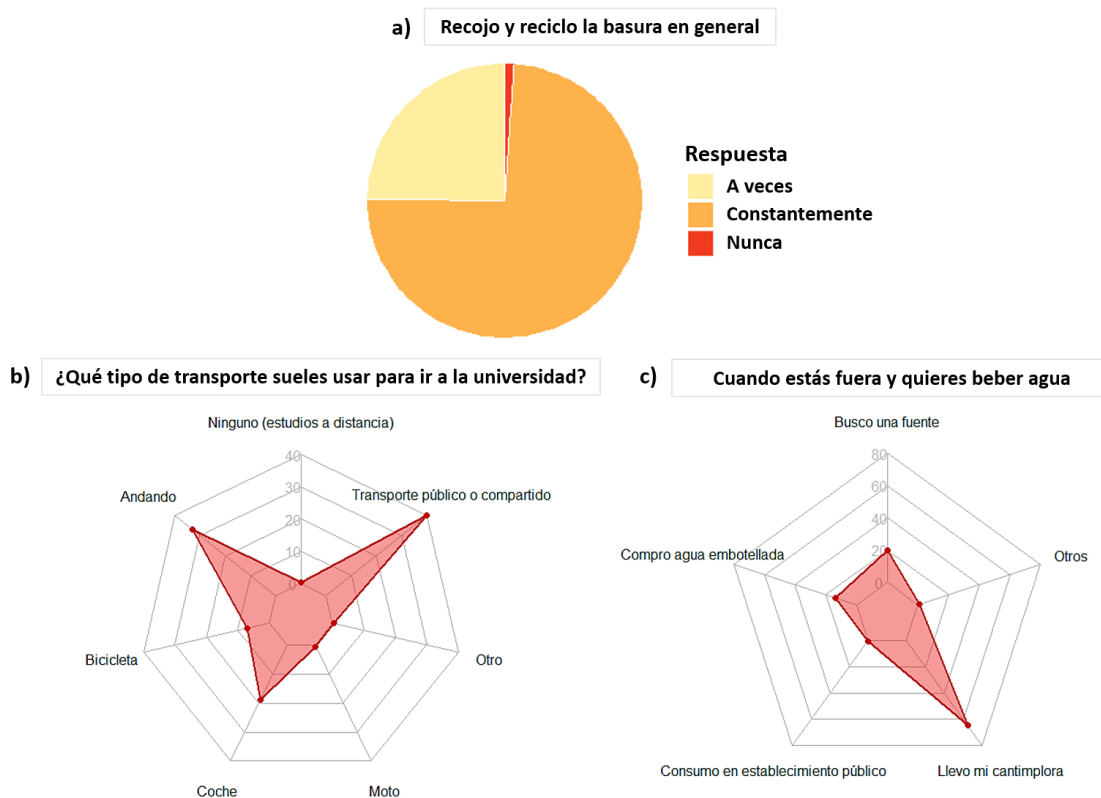 a) Recojo y reciclo la basura en general
Respuesta
A veces
Constantemente
Nunca
b) ¿Qué tipo de transporte sueles usar para ir a la universidad?
Ninguno (estudios a distancia)
40
30
20
10
0
Transporte público o compartido
Otro
Moto
Coche
Bicicleta
Andando
c) Cuando estás fuera y quieres beber agua
Busco una fuente
80
60
40
20
0
Otros
Llevo mi cantimplora
Consumo en establecimiento público
Compro agua embotellada